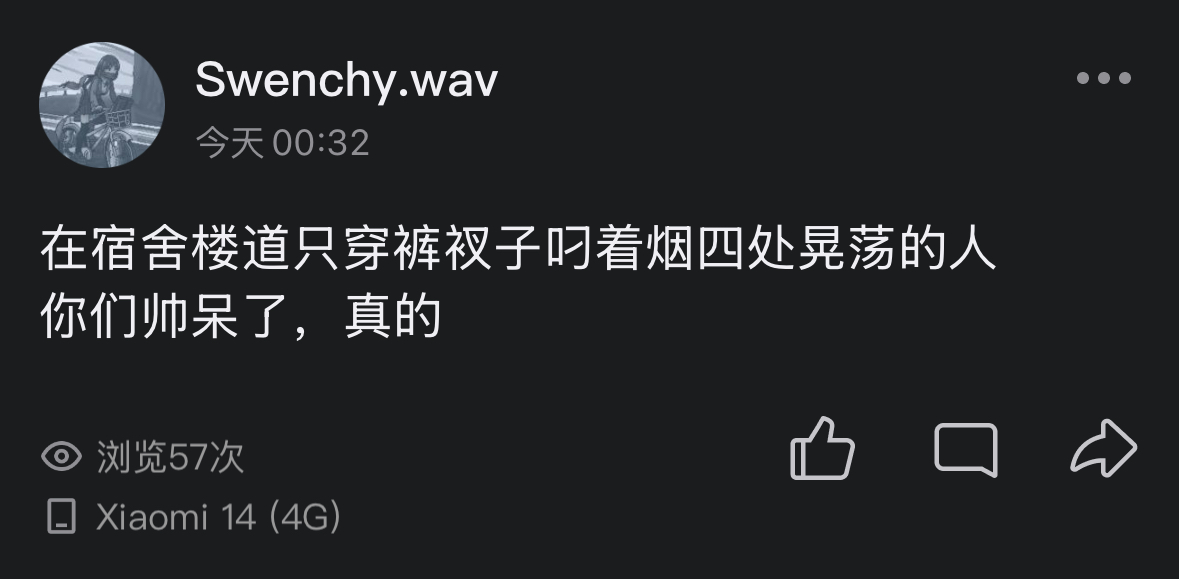 Swenchy.wav
今天 00:32
在宿舍楼道只穿裤衩子叼着烟四处晃荡的人
你们帅呆了，真的
浏览57次
Xiaomi 14 (4G)